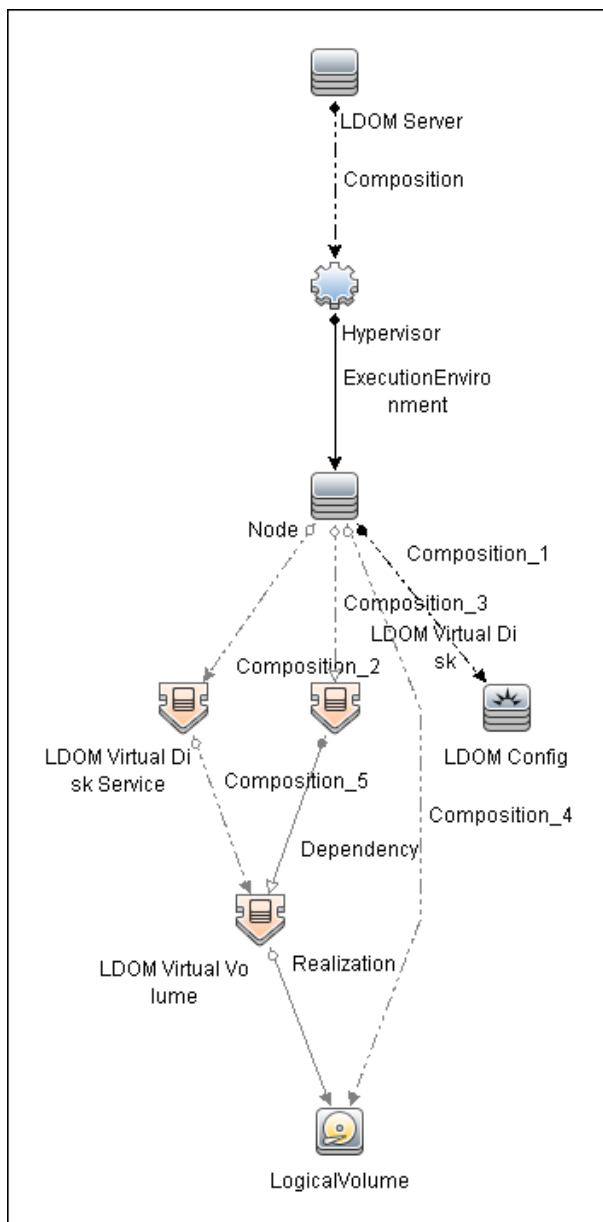 LDOM Server
Composition
Hypervisor
ExecutionEnviro
nment
Node
Composition_1
Composition_3
LDOM Virtual Di
sk
Composition_2
LDOM Virtual Di
sk Service
LDOM Config
Composition_5
Composition_4
Dependency
LDOM Virtual Vo
lume
Realization
LogicalVolume